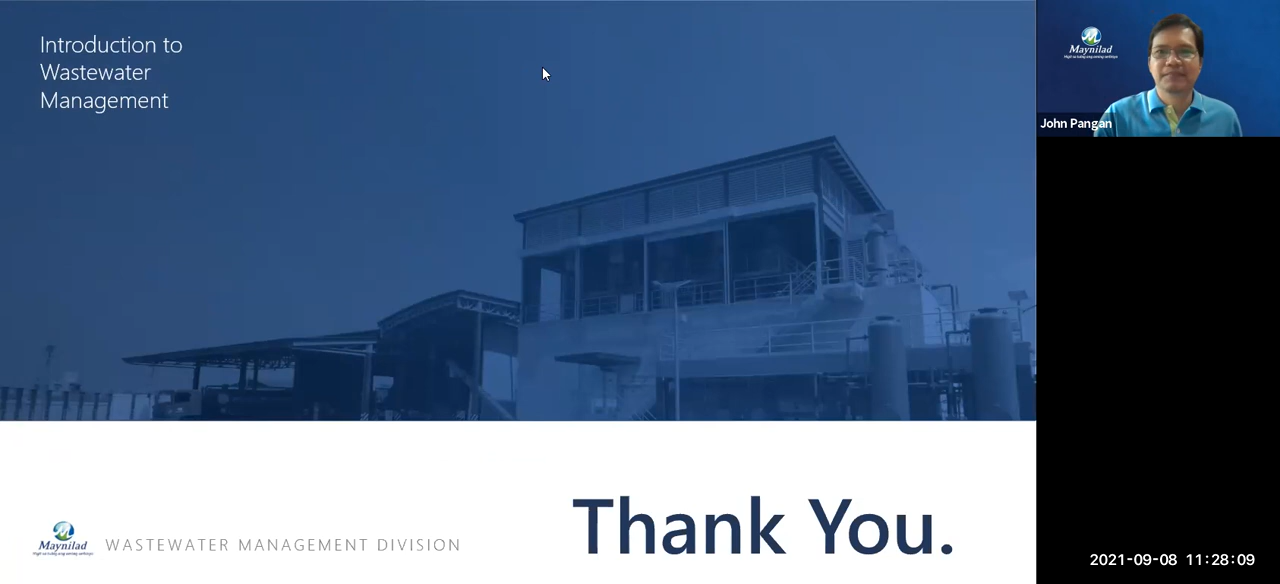 Introduction to
Wastewater
Management
Maynilad
John Pangan
Thank You.
Maynilad
WASTEWATER MANAGEMENT DIVISION
2021-09-08 11:28:09